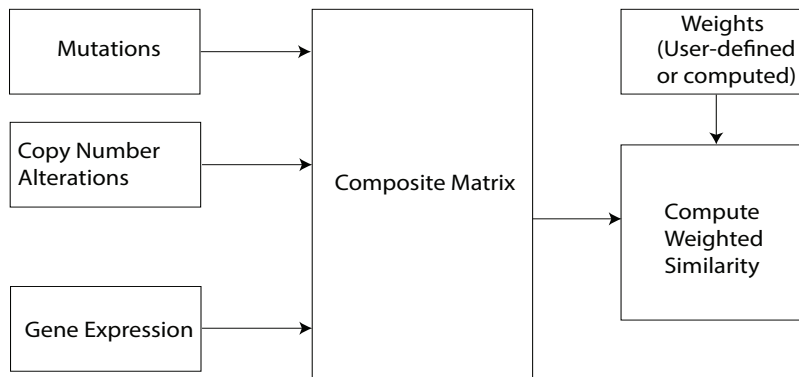 Mutations
Copy Number
Alterations
Gene Expression
Composite Matrix
Weights
(User-defined
or computed)
Compute
Weighted
Similarity